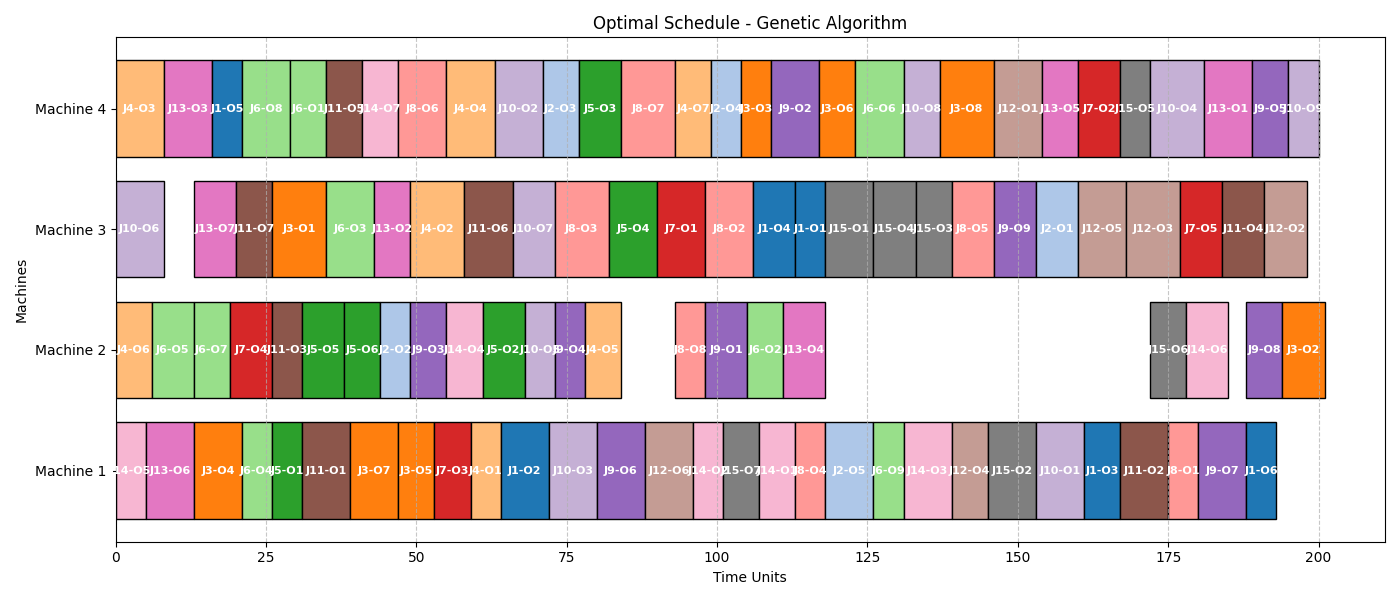 Optimal Schedule - Genetic Algorithm
Machines
Machine 4
J4-O3 J13-O3 J1-O5 J6-O8 J6-O1 J11-O5 J14-O7 J8-O6 J4-O4 J10-O2 J2-O3 J5-O3 J8-O7 J4-O7 J2-O4 J3-O3 J9-O2 J3-O6 J6-O6 J10-O8 J3-O8 J12-O1 J13-O5 J7-O2 J15-O5 J10-O4 J13-O1 J9-O5 J10-O9
Machine 3
J10-O6 J13-O7 J11-O7 J3-O1 J6-O3 J13-O2 J4-O2 J11-O6 J10-O7 J8-O3 J5-O4 J7-O1 J8-O2 J1-O4 J1-O1 J15-O1 J15-O4 J15-O3 J8-O5 J9-O9 J2-O1 J12-O5 J12-O3 J7-O5 J11-O4 J12-O2
Machine 2
J4-O6 J6-O5 J6-O7 J7-O4 J11-O3 J5-O5 J5-O6 J2-O2 J9-O3 J14-O4 J5-O2 J10-O5 J9-O4 J4-O5 J8-O8 J9-O1 J6-O2 J13-O4 J15-O6 J14-O6 J9-O8 J3-O2
Machine 1
J13-O6 J3-O4 J6-O4 J5-O1 J11-O1 J3-O7 J3-O5 J7-O3 J4-O1 J1-O2 J10-O3 J9-O6 J12-O6 J14-O2 J15-O7 J8-O4 J2-O5 J6-O9 J14-O3 J12-O4 J15-O2 J10-O1 J1-O3 J11-O2 J8-O1 J9-O7 J1-O6
0 25 50 75 100 125 150 175 200
Time Units